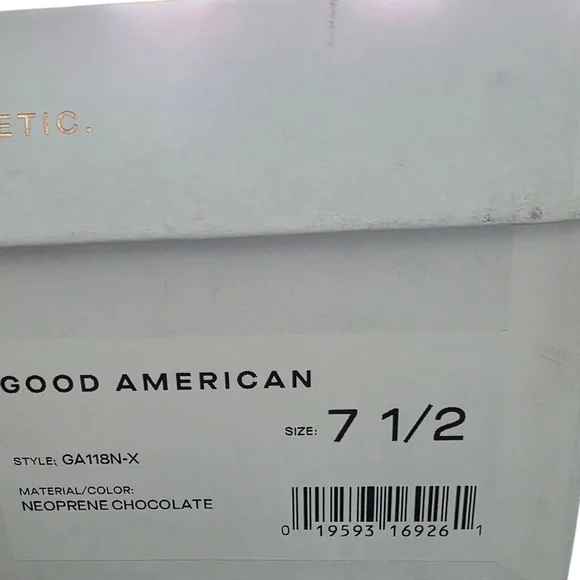 ETIC.
GOOD AMERICAN
SIZE: 7 1/2
STYLE: GA118N-X
MATERIAL/COLOR:
NEOPRENE CHOCOLATE
0 19593 16926 1